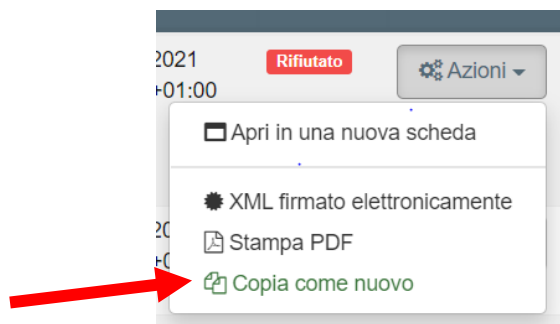 2021
+01:00
Rifiutato
Azioni
Apri in una nuova scheda
XML firmato elettronicamente
Stampa PDF
Copia come nuovo